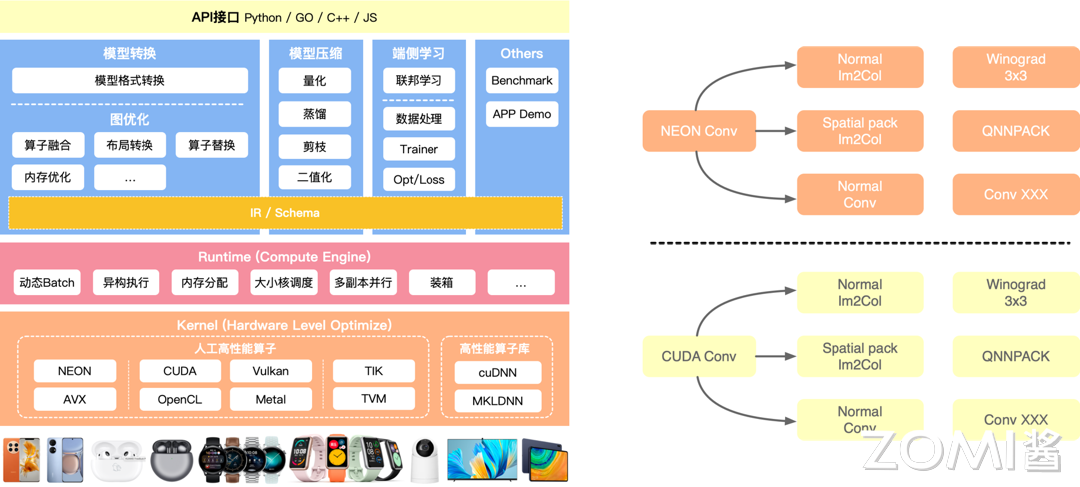 API接口 Python / GO / C++ / JS
模型转换
模型格式转换
图优化
算子融合
布局转换
算子替换
内存优化
...
模型压缩
量化
蒸馏
剪枝
二值化
端侧学习
联邦学习
数据处理
Trainer
Opt/Loss
Others
Benchmark
APP Demo
IR / Schema
Runtime (Compute Engine)
动态Batch
异构执行
内存分配
大小核调度
多副本并行
装箱
...
Kernel (Hardware Level Optimize)
人工高性能算子
NEON
CUDA
Vulkan
TIK
AVX
OpenCL
Metal
TVM
高性能算子库
cuDNN
MKLDNN
NEON Conv
Normal
Im2Col
Winograd
3x3
Spatial pack
Im2Col
QNNPACK
Normal
Conv
Conv XXX
CUDA Conv
Normal
Im2Col
Winograd
3x3
Spatial pack
Im2Col
QNNPACK
Normal
Conv
Conv XXX
ZOMI酱